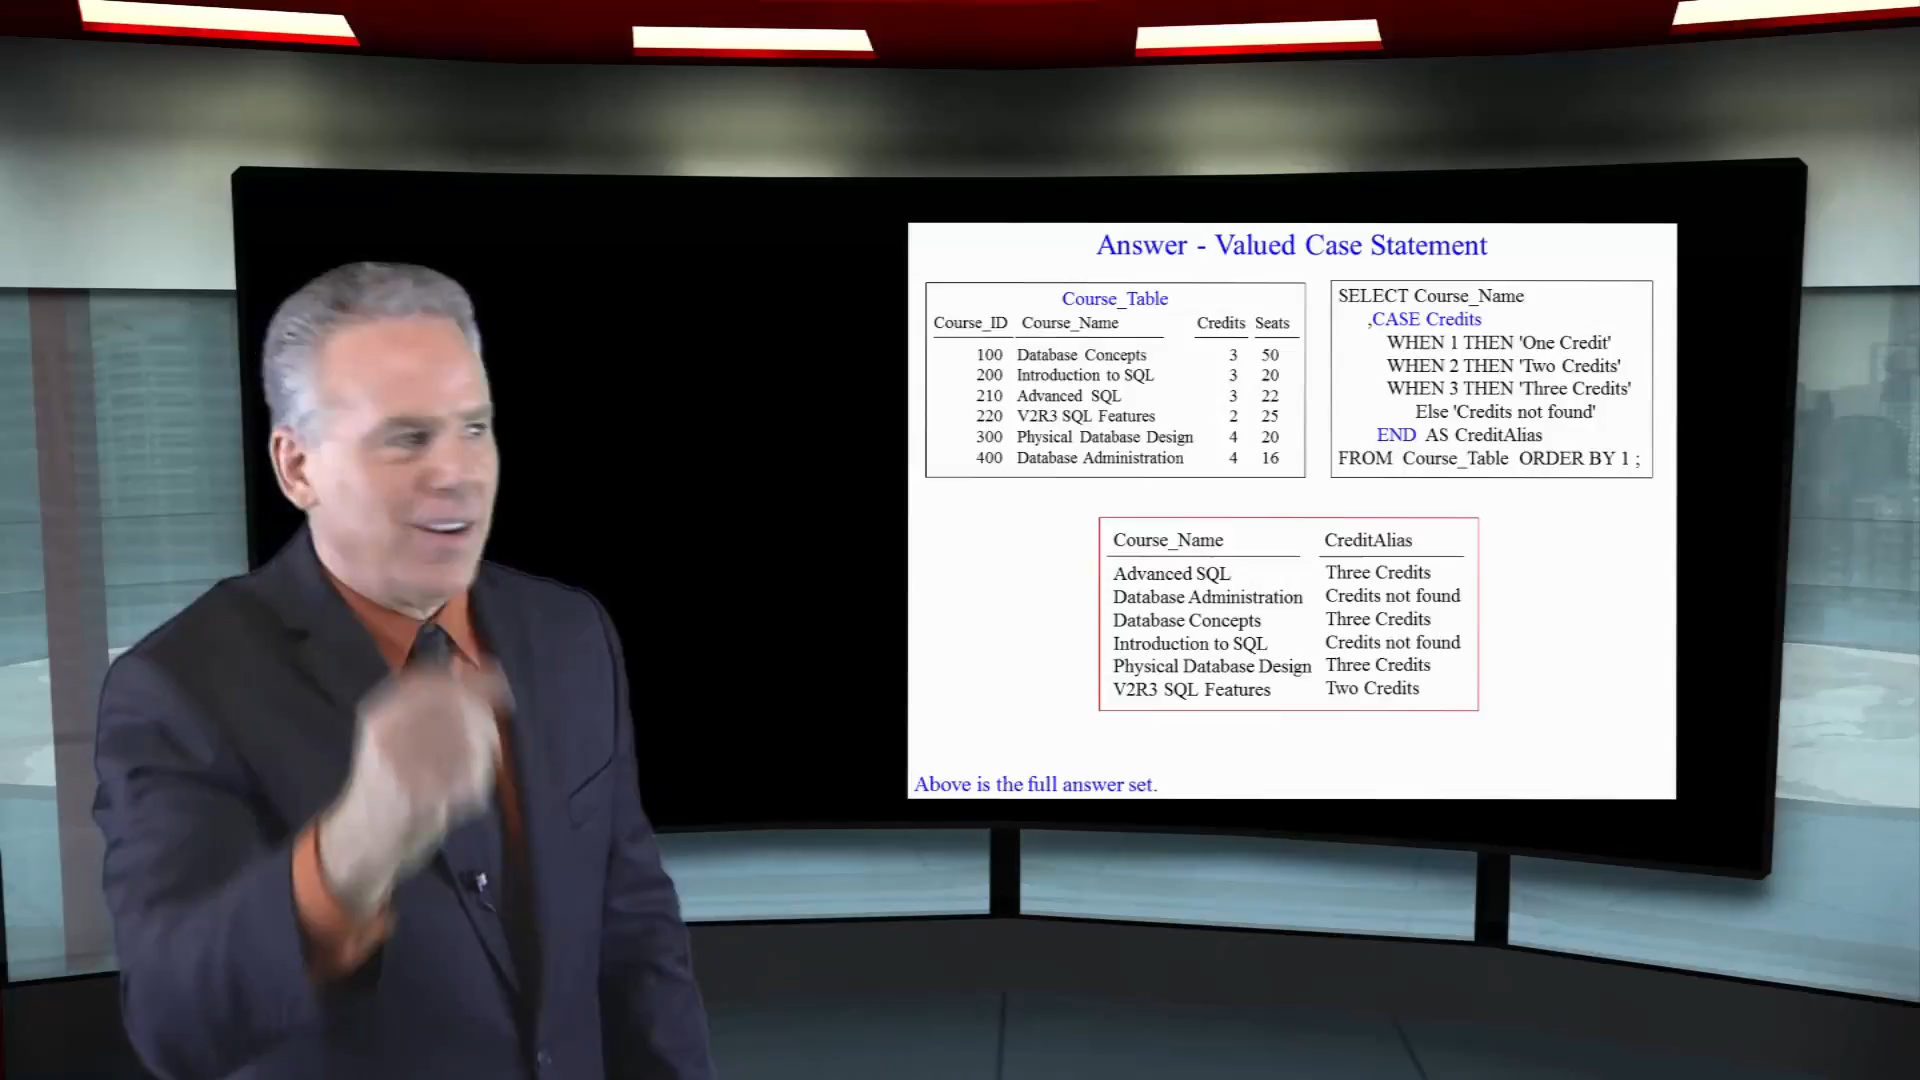 Answer - Valued Case Statement
Course_Table
Course_ID Course_Name Credits Seats
100 Database Concepts 3 50
200 Introduction to SQL 3 20
210 Advanced SQL 3 22
220 V2R3 SQL Features 2 25
300 Physical Database Design 4 20
400 Database Administration 4 16
SELECT Course_Name
,CASE Credits
WHEN 1 THEN 'One Credit'
WHEN 2 THEN 'Two Credits'
WHEN 3 THEN 'Three Credits'
Else 'Credits not found'
END AS CreditAlias
FROM Course_Table ORDER BY 1 ;
Course_Name CreditAlias
Advanced SQL Three Credits
Database Administration Credits not found
Database Concepts Three Credits
Introduction to SQL Credits not found
Physical Database Design Three Credits
V2R3 SQL Features Two Credits
Above is the full answer set.